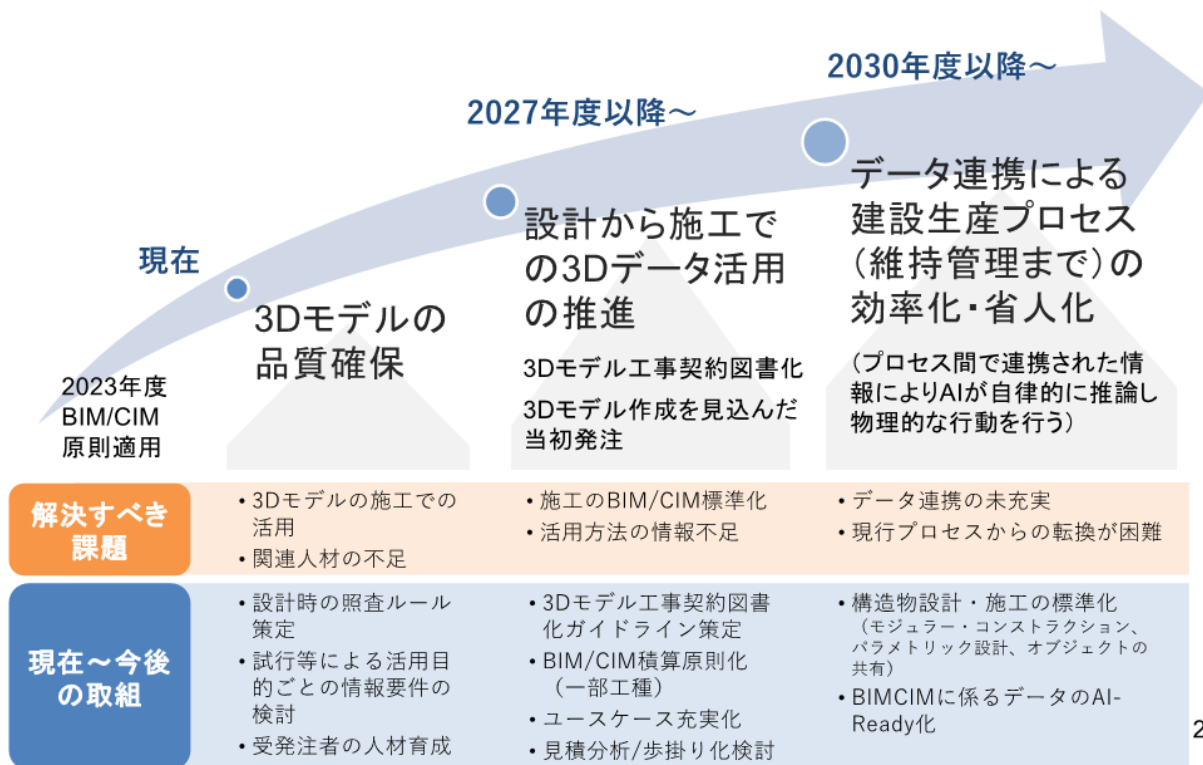 2030年度以降~
2027年度以降~
現在
2023年度
BIM/CIM
原則適用
3Dモデルの
品質確保
設計から施工で
の3Dデータ活用
の推進
3Dモデル工事契約図書化
3Dモデル作成を見込んだ
当初発注
データ連携による
建設生産プロセス
(維持管理まで)の
効率化・省人化
(プロセス間で連携された情
報によりAIが自律的に推論し
物理的な行動を行う)
解決すべき
課題
•3Dモデルの施工での
活用
•関連人材の不足
•施工のBIM/CIM標準化
•活用方法の情報不足
•データ連携の未充実
•現行プロセスからの転換が困難
現在~今後
の取組
•設計時の照査ルール
策定
•試行等による活用目
的ごとの情報要件の
検討
•受発注者の人材育成
•3Dモデル工事契約図書
化ガイドライン策定
•BIM/CIM積算原則化
(一部工種)
•ユースケース充実化
•見積分析/歩掛り化検討
•構造物設計・施工の標準化
(モジュラー・コンストラクション、
パラメトリック設計、オブジェクトの
共有)
•BIMCIMに係るデータのAI-
Ready化
2